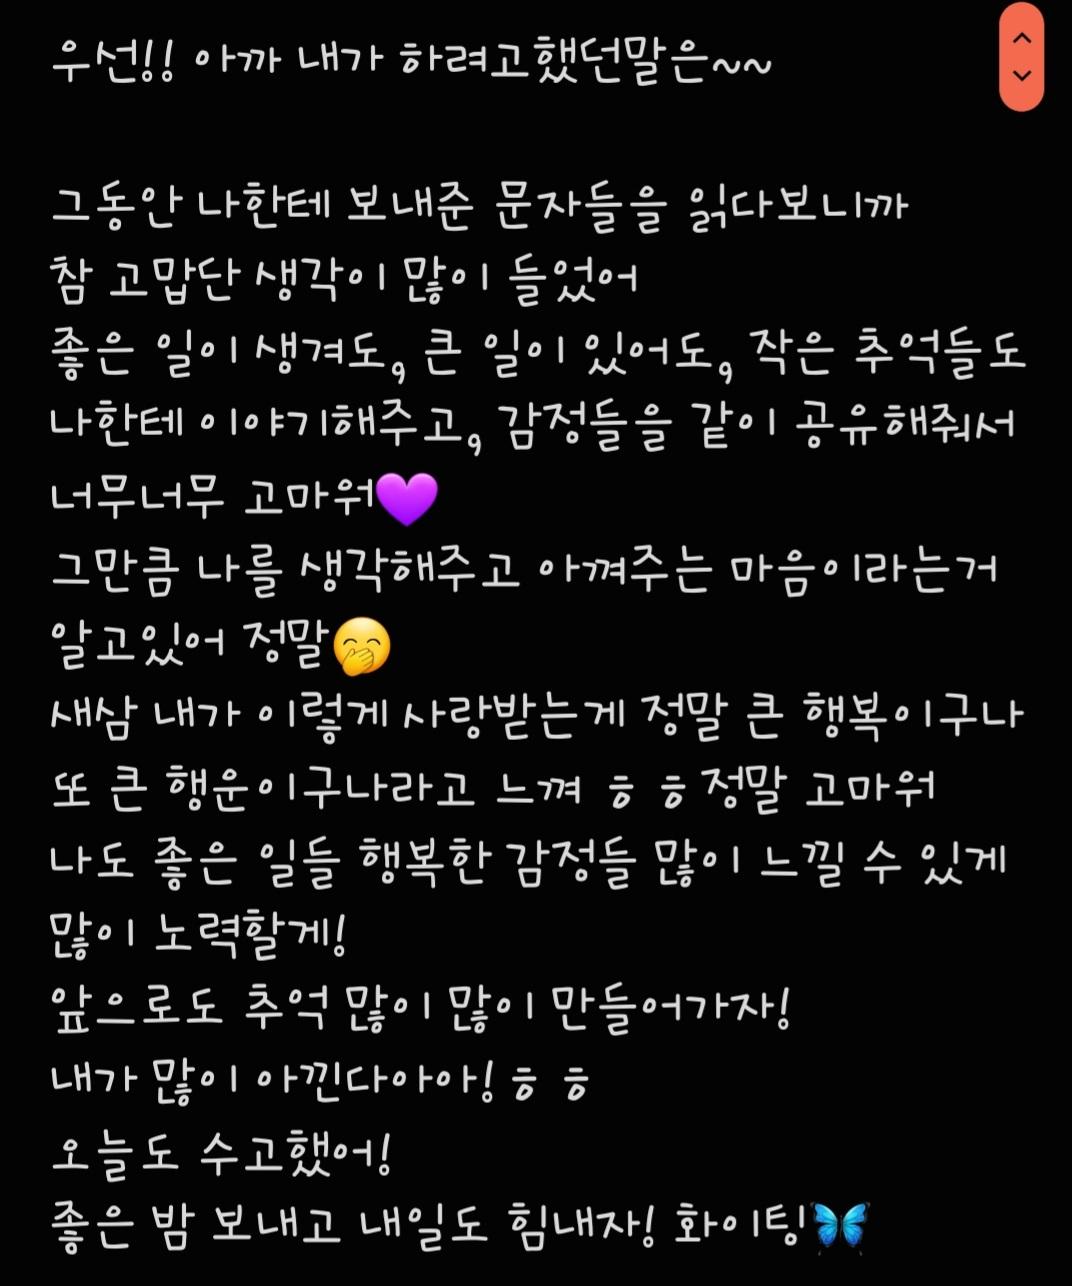 우선!! 아까 내가 하려고했던말은~~
그동안 나한테 보내준 문자들을 읽다보니까
참 고맙단 생각이 많이 들었어
좋은 일이 생겨도, 큰 일이 있어도, 작은 추억들도
나한테 이야기해주고, 감정들을 같이 공유해줘서
너무너무 고마워💜
그만큼 나를 생각해주고 아껴주는 마음이라는거
알고있어 정말🤭
새삼 내가 이렇게 사랑받는게 정말 큰 행복이구나
또 큰 행운이구나라고 느껴 ㅎㅎ 정말 고마워
나도 좋은 일들 행복한 감정들 많이 느낄 수 있게
많이 노력할게!
앞으로도 추억 많이 많이 만들어가자!
내가 많이 아낀다아아! ㅎㅎ
오늘도 수고했어!
좋은 밤 보내고 내일도 힘내자! 화이팅!🦋